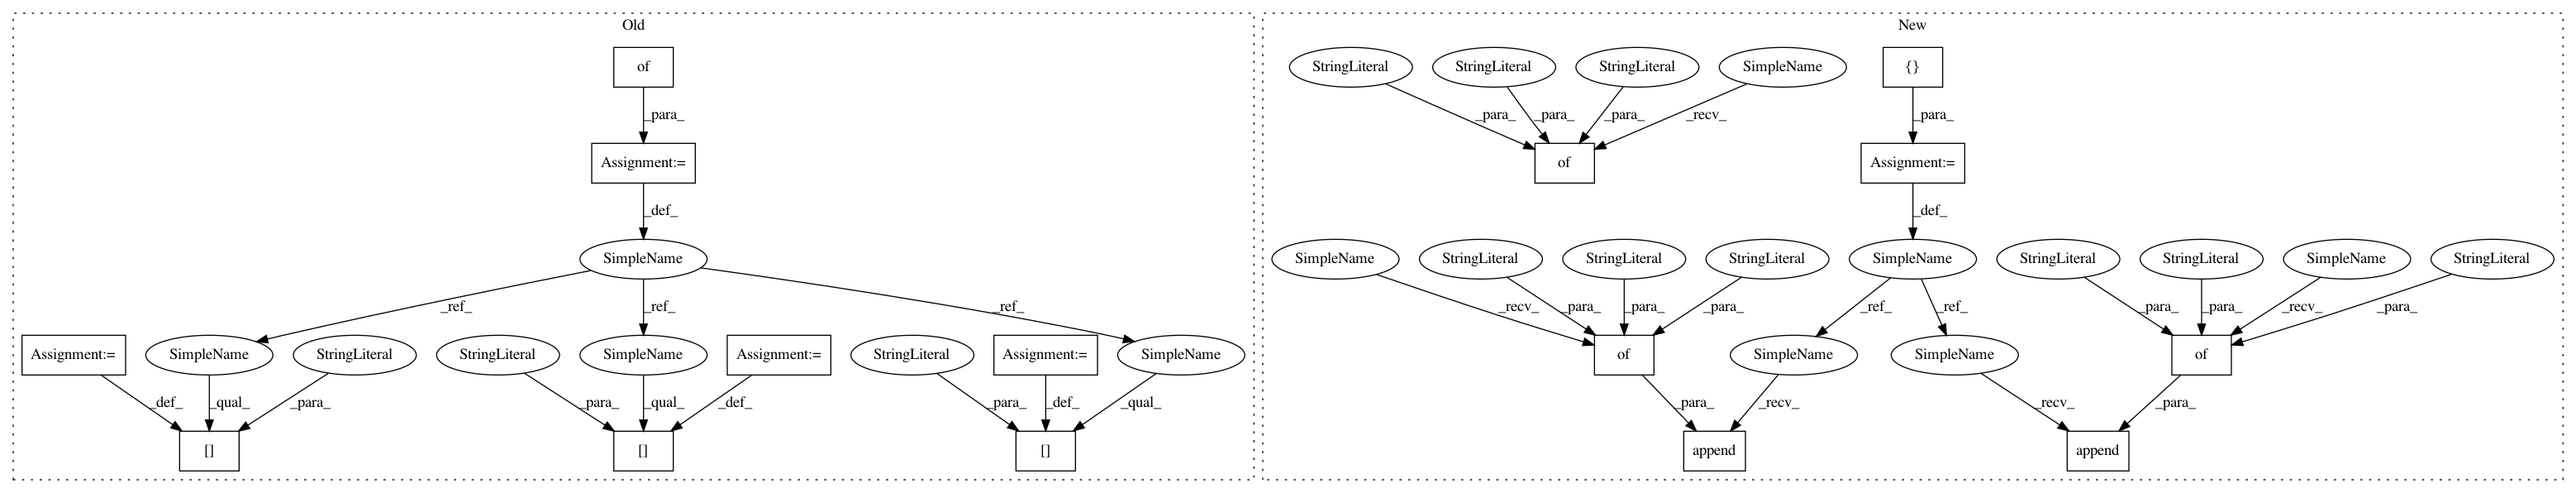 Old
New
of
StringLiteral StringLiteral StringLiteral SimpleName {}
_para_
_para_ _para_ _para_ _recv_ _para_
Assignment:=
of Assignment:=
_def_
_def_
SimpleName
SimpleName StringLiteral StringLiteral StringLiteral SimpleName StringLiteral StringLiteral SimpleName StringLiteral
_ref_ _ref_ _ref_
_recv_ _para_ _para_ _para_ _ref_ _ref_ _para_ _para_ _recv_ _para_
Assignment:= SimpleName StringLiteral StringLiteral SimpleName Assignment:= StringLiteral Assignment:= SimpleName
of SimpleName SimpleName of
_def_ _qual_ _para_ _para_ _qual_ _def_ _para_ _def_ _qual_
_para_ _recv_ _recv_ _para_
[] [] []
append append